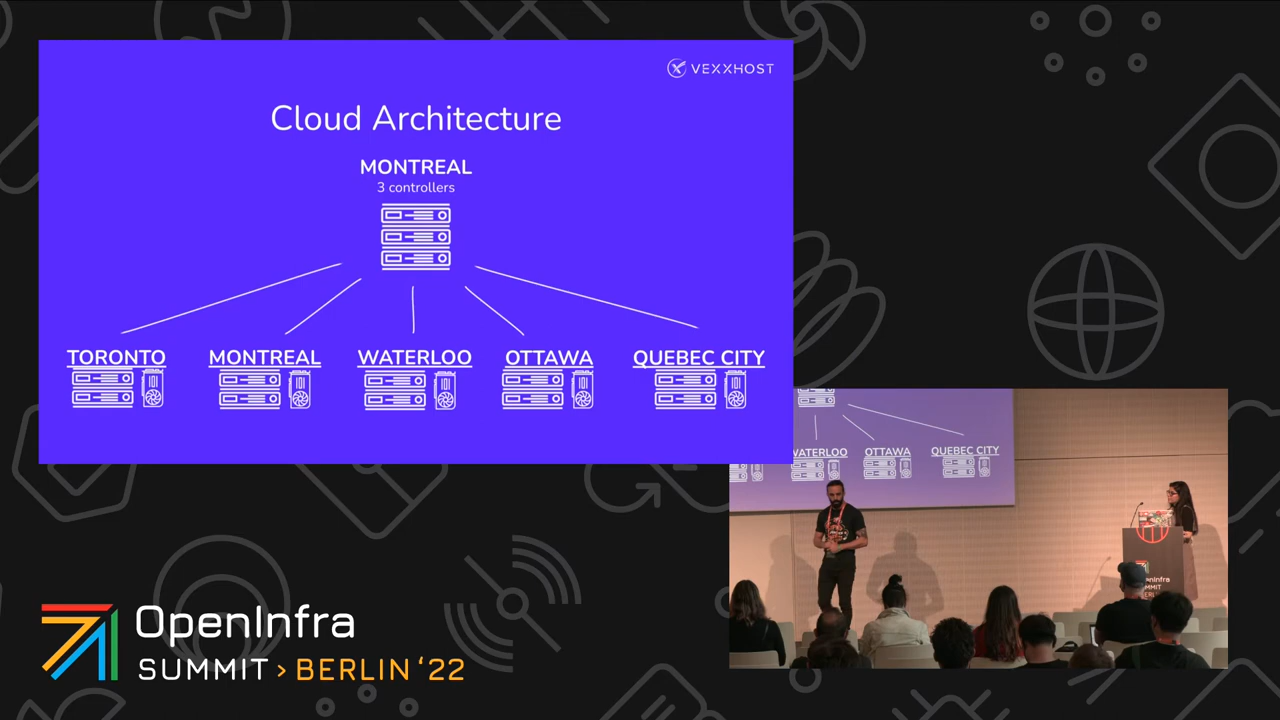 VEXXHOST
Cloud Architecture
MONTREAL
3 controllers
TORONTO
MONTREAL
WATERLOO
OTTAWA
QUEBEC CITY
WATERLOO
OTTAWA
QUEBEC CITY
OpenInfra
SUMMIT > BERLIN '22